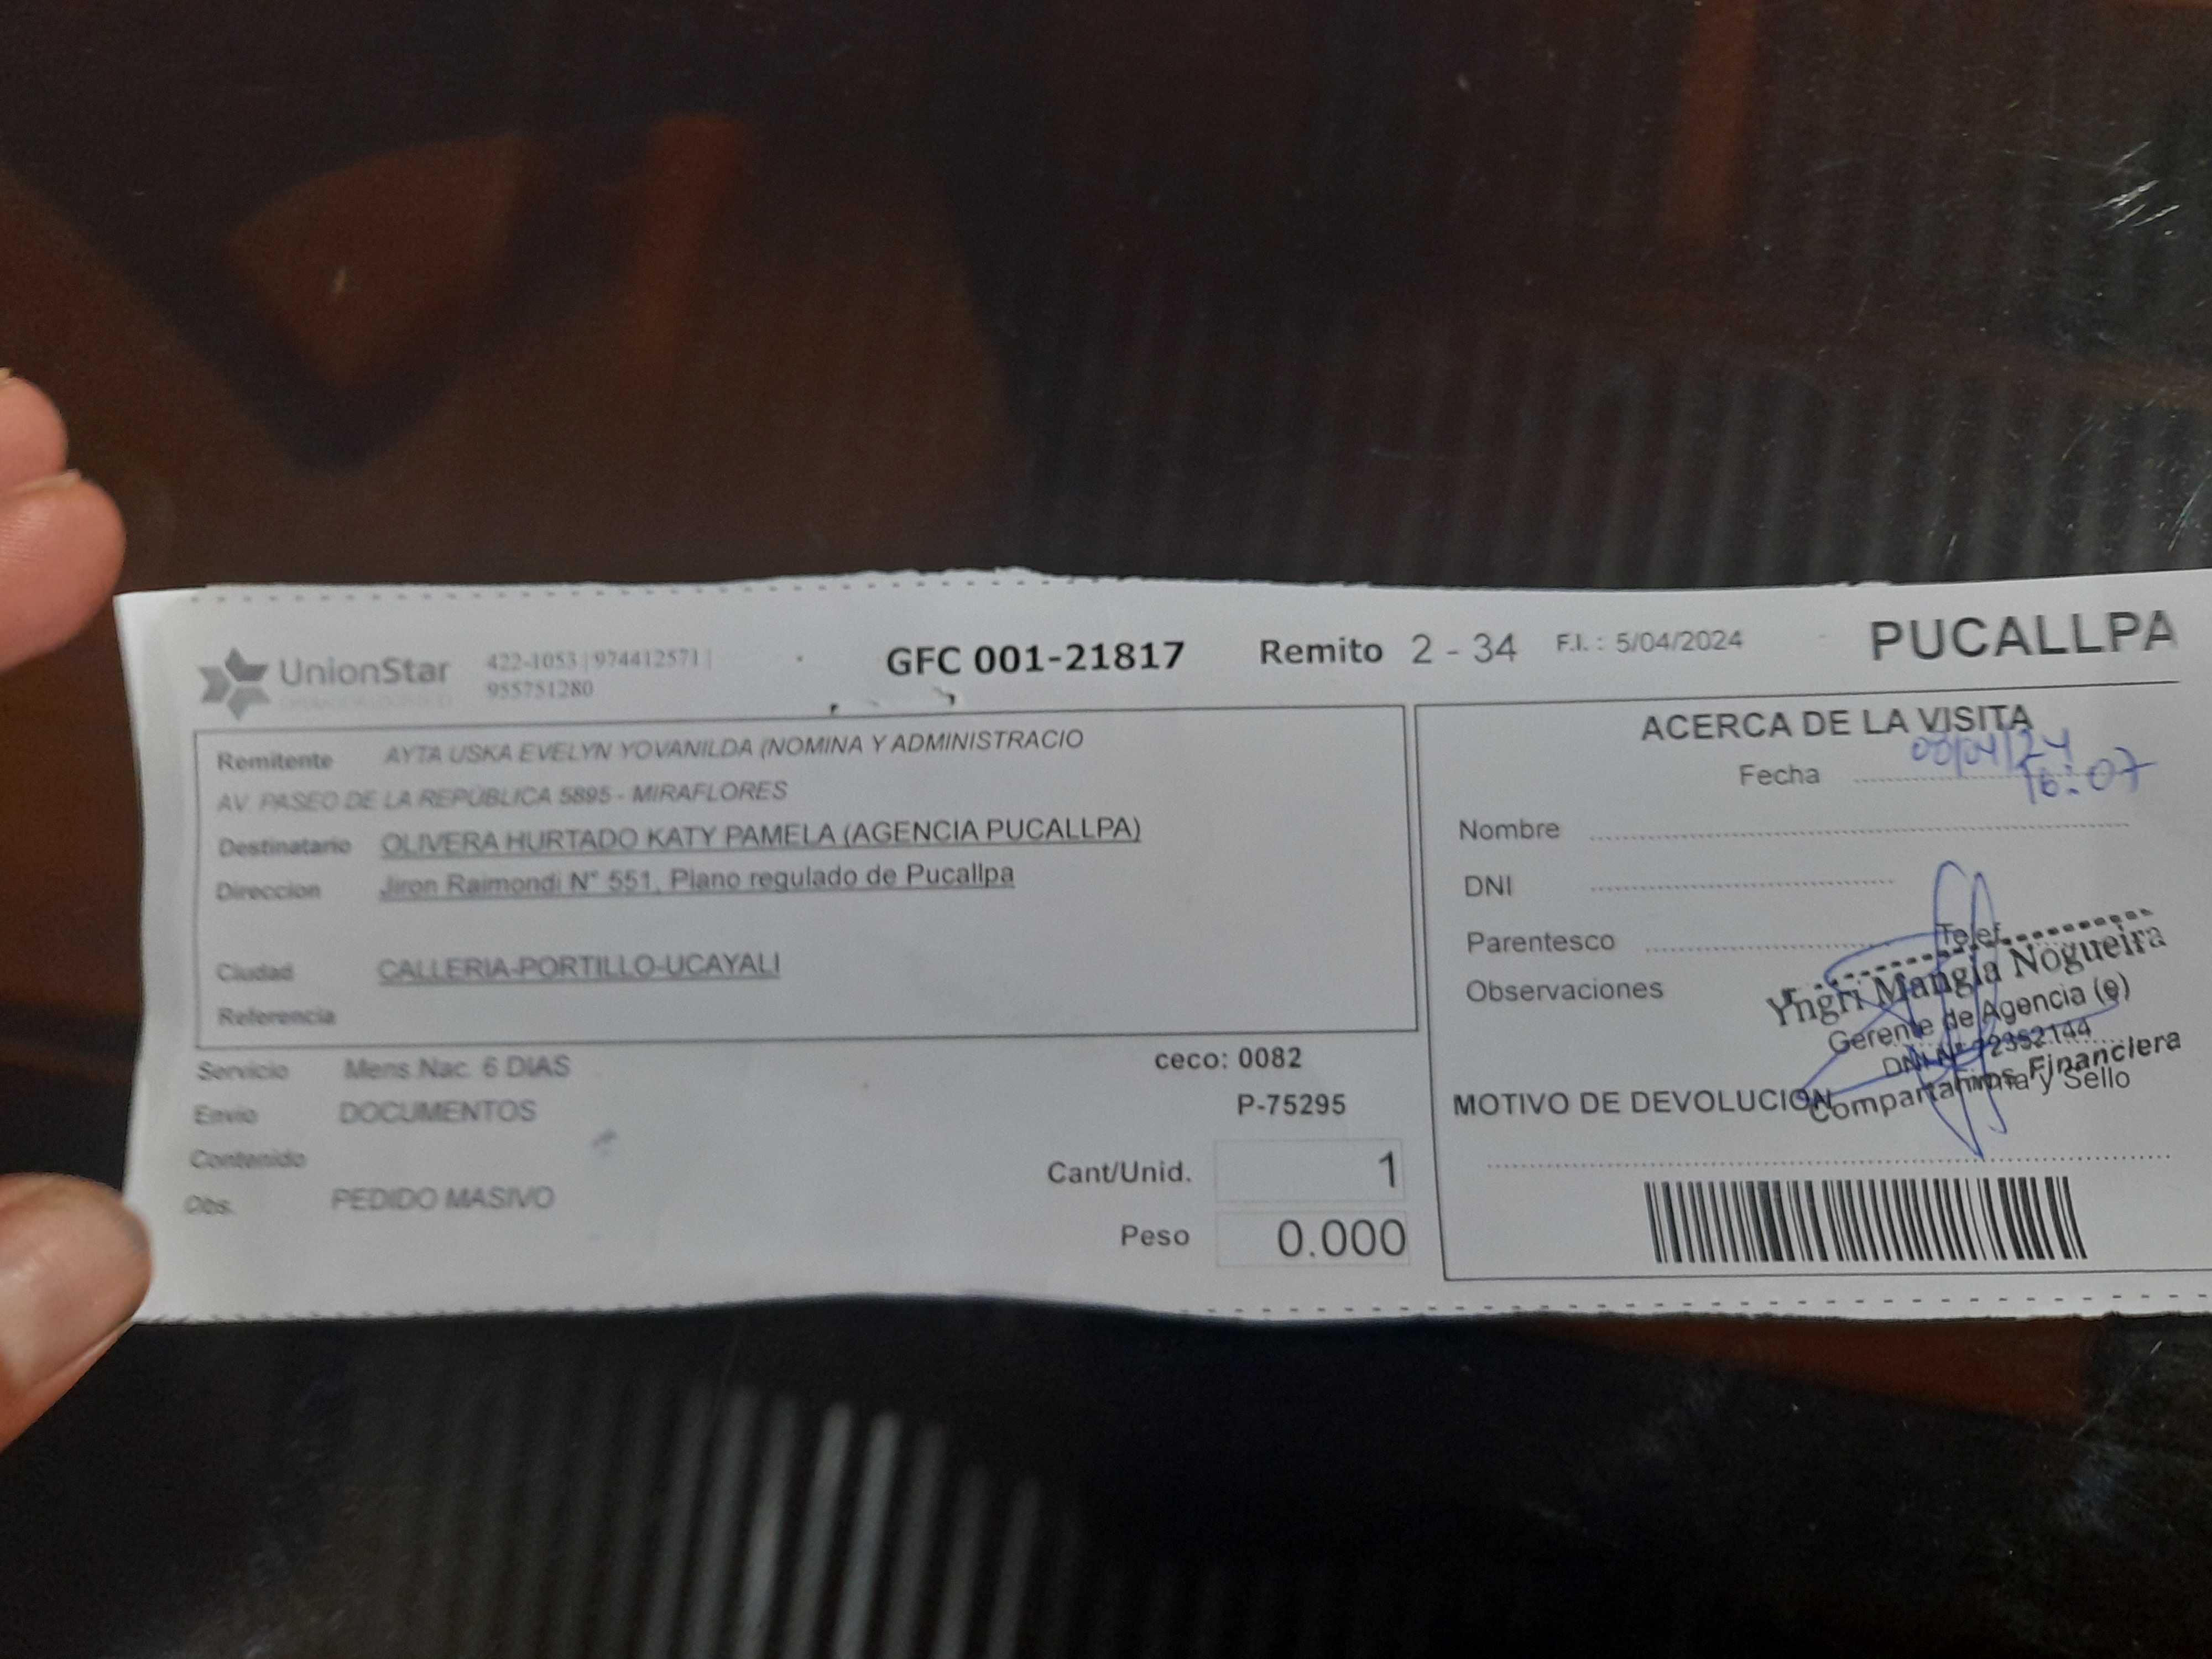 UnionStar
422-1053 | 974412571 |
955751280
GFC 001-21817 Remito 2 - 34 F.I. : 5/04/2024 PUCALLPA
Remitente AYTA USKA EVELYN YOVANILDA (NOMINA Y ADMINISTRACIO
AV. PASEO DE LA REPÚBLICA 5895 - MIRAFLORES
Destinatario OLIVERA HURTADO KATY PAMELA (AGENCIA PUCALLPA)
Direccion Jiron Raimondi N° 551, Plano regulado de Pucallpa
Ciudad CALLERIA-PORTILLO-UCAYALI
Referencia
Servicio Mens.Nac. 6 DIAS
ceco: 0082
Envio DOCUMENTOS
P-75295
Contenido
Cant/Unid. 1
Obs. PEDIDO MASIVO
Peso 0.000
ACERCA DE LA VISITA
Fecha 08/04/24
16:07
Nombre
DNI
Parentesco Telef.
Observaciones
Yngri Mangia Nogueira
Gerente de Agencia (e)
DNI N°
Compartamos Financiera
Firma y Sello
MOTIVO DE DEVOLUCION